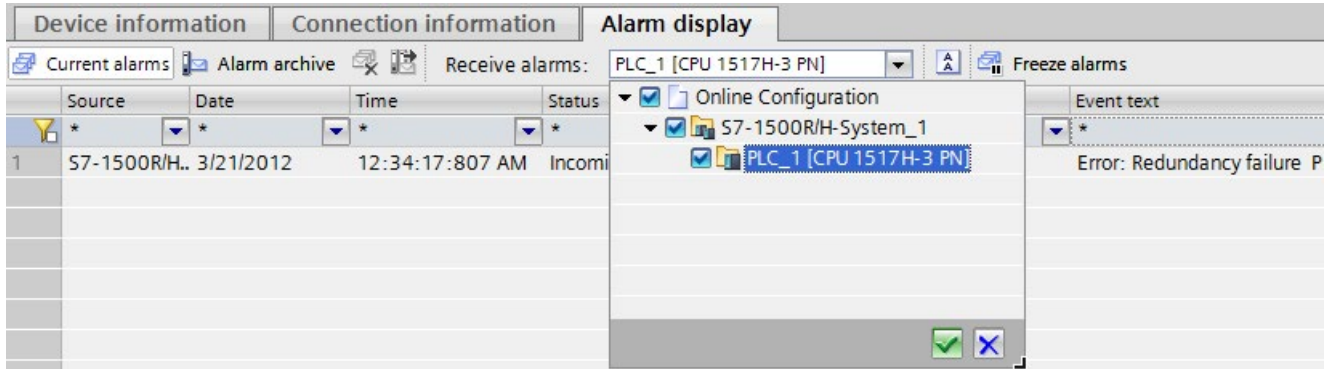 Device information Connection information Alarm display
Current alarms Alarm archive Receive alarms: PLC_1 [CPU 1517H-3 PN] Freeze alarms
Online Configuration
Source Date Time Status Event text
S7-1500R/H-System_1
* * * * *
1 S7-1500R/H.. 3/21/2012 12:34:17:807 AM Incomi PLC_1 [CPU 1517H-3 PN] Error: Redundancy failure P